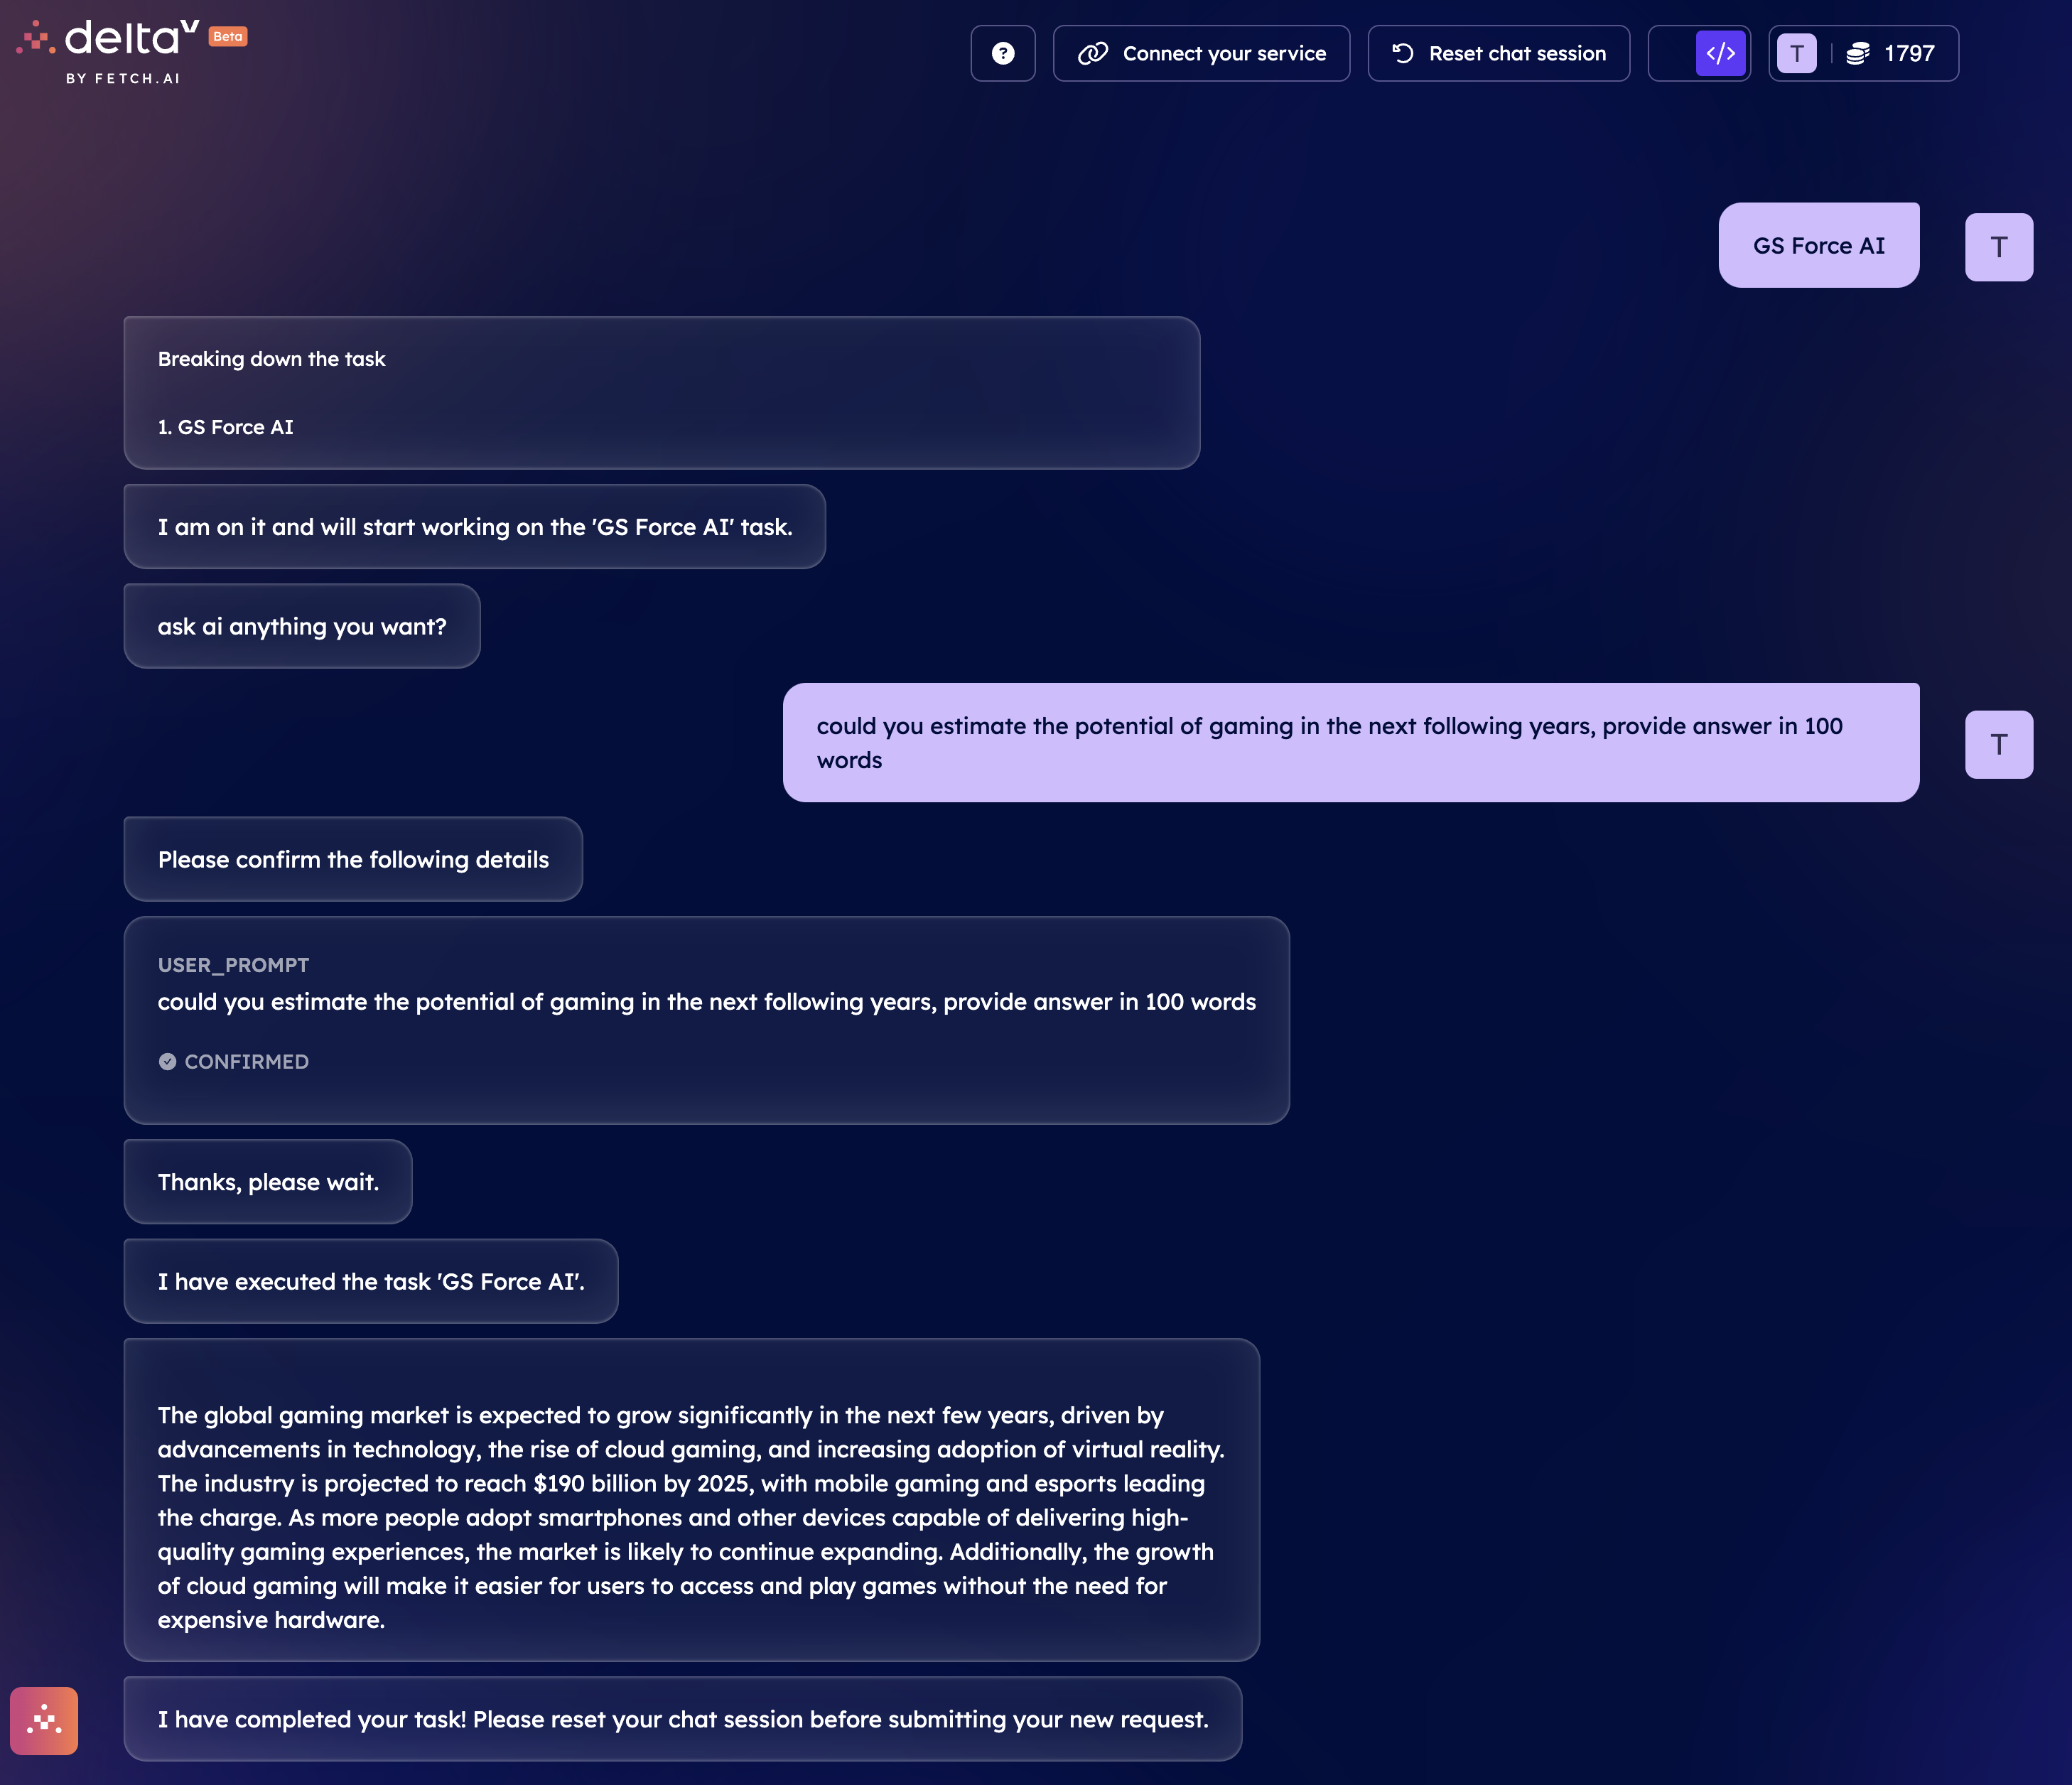 deltaV Beta
BY FETCH.AI
? Connect your service Reset chat session </> T | 1797
GS Force AI T
Breaking down the task
1. GS Force AI
I am on it and will start working on the 'GS Force AI' task.
ask ai anything you want?
could you estimate the potential of gaming in the next following years, provide answer in 100
words
T
Please confirm the following details
USER_PROMPT
could you estimate the potential of gaming in the next following years, provide answer in 100 words
CONFIRMED
Thanks, please wait.
I have executed the task 'GS Force AI'.
The global gaming market is expected to grow significantly in the next few years, driven by
advancements in technology, the rise of cloud gaming, and increasing adoption of virtual reality.
The industry is projected to reach $190 billion by 2025, with mobile gaming and esports leading
the charge. As more people adopt smartphones and other devices capable of delivering high-
quality gaming experiences, the market is likely to continue expanding. Additionally, the growth
of cloud gaming will make it easier for users to access and play games without the need for
expensive hardware.
I have completed your task! Please reset your chat session before submitting your new request.